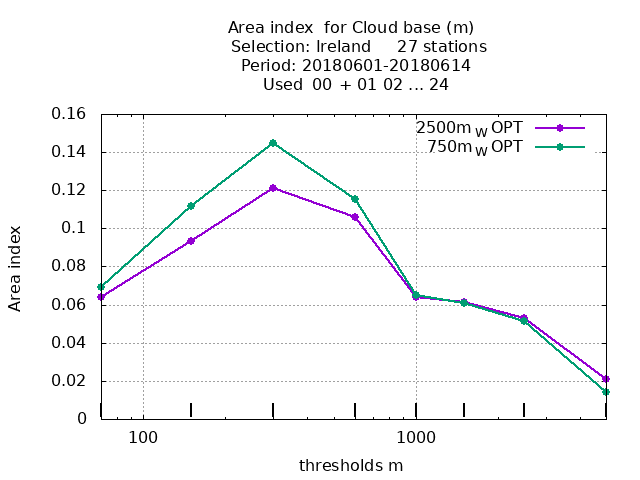 Area index for Cloud base (m)
Selection: Ireland 27 stations
Period: 20180601-20180614
Used 00 + 01 02 ... 24
2500m W OPT
750m W OPT
0.16
0.14
0.12
0.1
0.08
0.06
0.04
0.02
0
Area index
100 1000
thresholds m